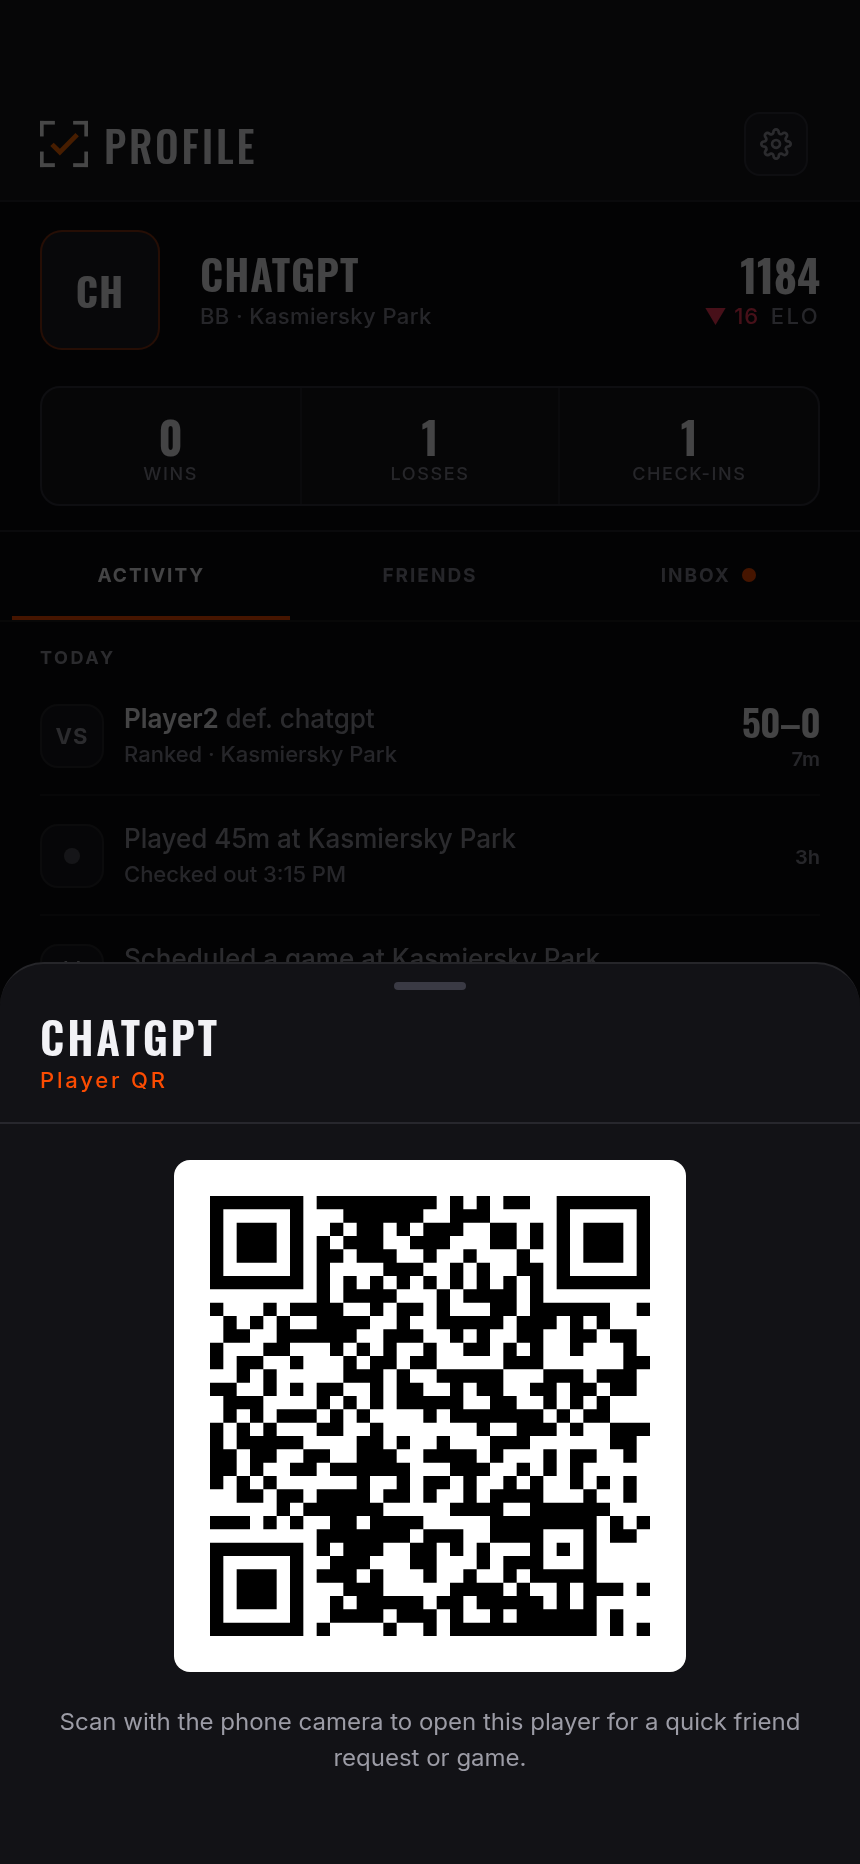 PROFILE
CH
CHATGPT
BB · Kasmiersky Park
1184
▼ 16 ELO
0
WINS
1
LOSSES
1
CHECK-INS
ACTIVITY
FRIENDS
INBOX
TODAY
VS
Player2 def. chatgpt
Ranked · Kasmiersky Park
50–0
7m
Played 45m at Kasmiersky Park
Checked out 3:15 PM
3h
Scheduled a game at Kasmiersky Park
CHATGPT
Player QR
Scan with the phone camera to open this player for a quick friend
request or game.